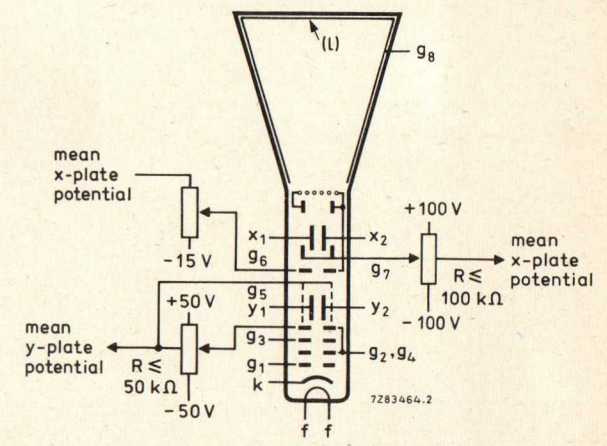 (l)
g8
mean
x-plate
potential
-15 V
+100 V
x1
x2
g6
g7
mean
x-plate
potential
R ≤
100 kΩ
-100 V
g5
+50 V
y1
y2
mean
y-plate
potential
g3
g2,g4
R ≤
50 kΩ
g1
k
-50 V
7Z83464.2
f f